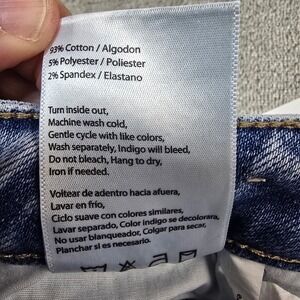 93% Cotton / Algodon
5% Polyester / Poliester
2% Spandex / Elastano
Turn inside out,
Machine wash cold,
Gentle cycle with like colors,
Wash separately, Indigo will bleed,
Do not bleach, Hang to dry,
Iron if needed.
Voltear de adentro hacia afuera,
Lavar en frío,
Ciclo suave con colores similares,
Lavar separado, Color indigo se decolorara,
No usar blanqueador, Colgar para secar,
Planchar si es necesario.